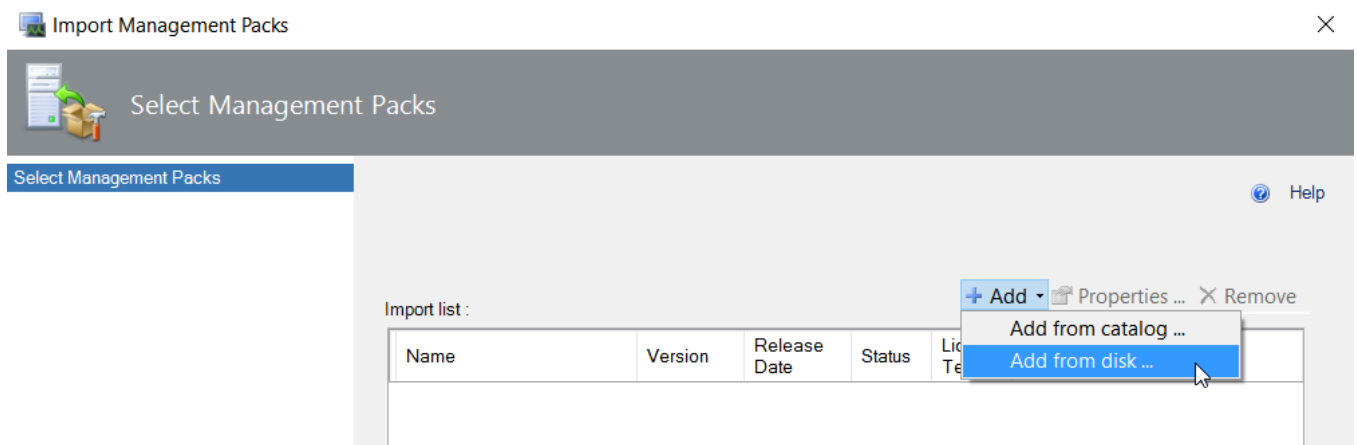 Import Management Packs
Select Management Packs
Select Management Packs
Help
Import list :
Add
Properties ...
Remove
Add from catalog ...
Add from disk ...
Name
Version
Release
Date
Status